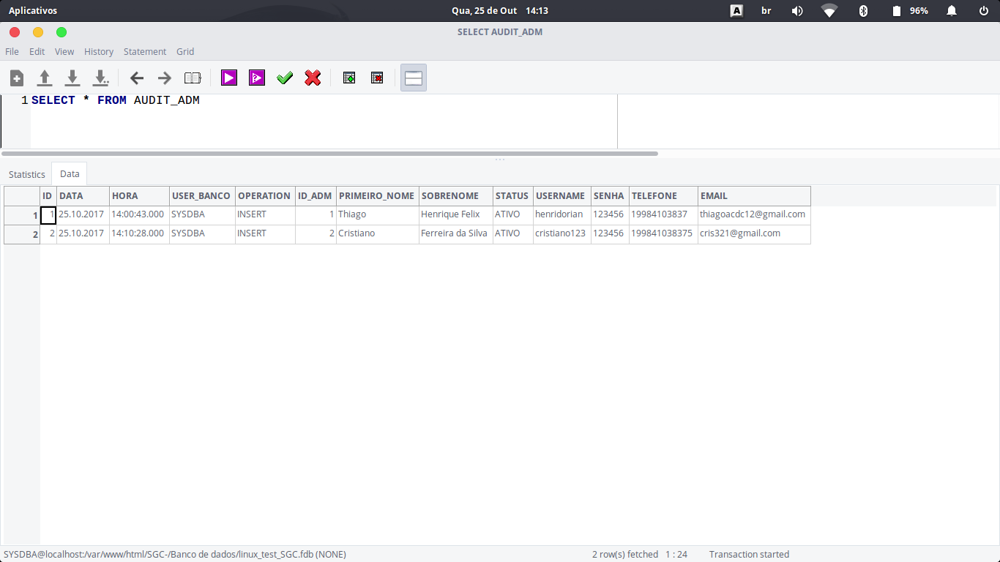 Aplicativos Qua, 25 de Out 14:13 A br 96%
SELECT AUDIT_ADM
File Edit View History Statement Grid
1 SELECT * FROM AUDIT_ADM
Statistics Data
ID DATA HORA USER_BANCO OPERATION ID_ADM PRIMEIRO_NOME SOBRENOME STATUS USERNAME SENHA TELEFONE EMAIL
1 1 25.10.2017 14:00:43.000 SYSDBA INSERT 1 Thiago Henrique Felix ATIVO henridorian 123456 19984103837 thiagoacdc12@gmail.com
2 2 25.10.2017 14:10:28.000 SYSDBA INSERT 2 Cristiano Ferreira da Silva ATIVO cristiano123 123456 199841038375 cris321@gmail.com
SYSDBA@localhost:/var/www/html/SGC-/Banco de dados/linux_test_SGC.fdb (NONE) 2 row(s) fetched 1 : 24 Transaction started